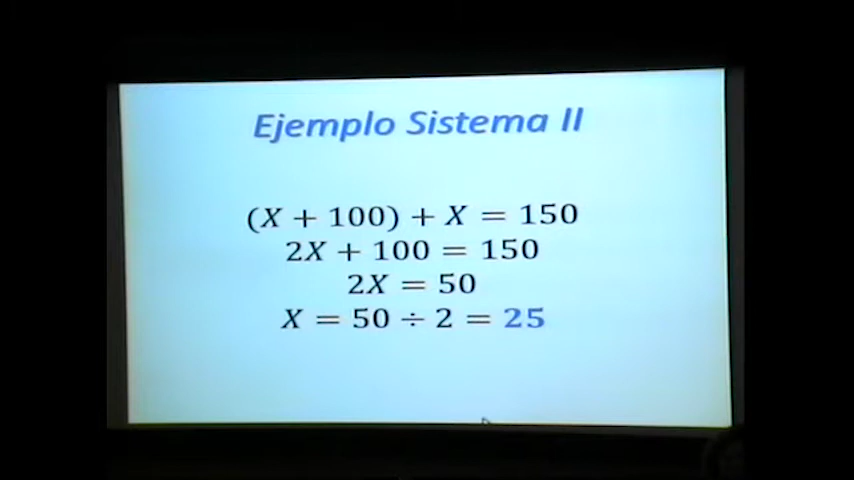 Ejemplo Sistema II
(X + 100) + X = 150
2X + 100 = 150
2X = 50
X = 50 ÷ 2 = 25